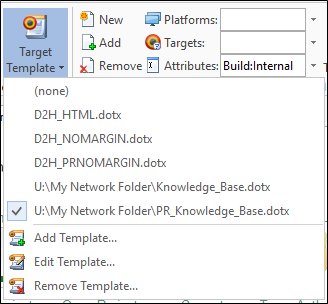 Target
Template
New
Platforms:
Add
Targets:
Remove
Attributes:
Build:Internal
(none)
D2H_HTML.dotx
D2H_NOMARGIN.dotx
D2H_PRNOMARGIN.dotx
U:\My Network Folder\Knowledge_Base.dotx
U:\My Network Folder\PR_Knowledge_Base.dotx
Add Template...
Edit Template...
Remove Template...